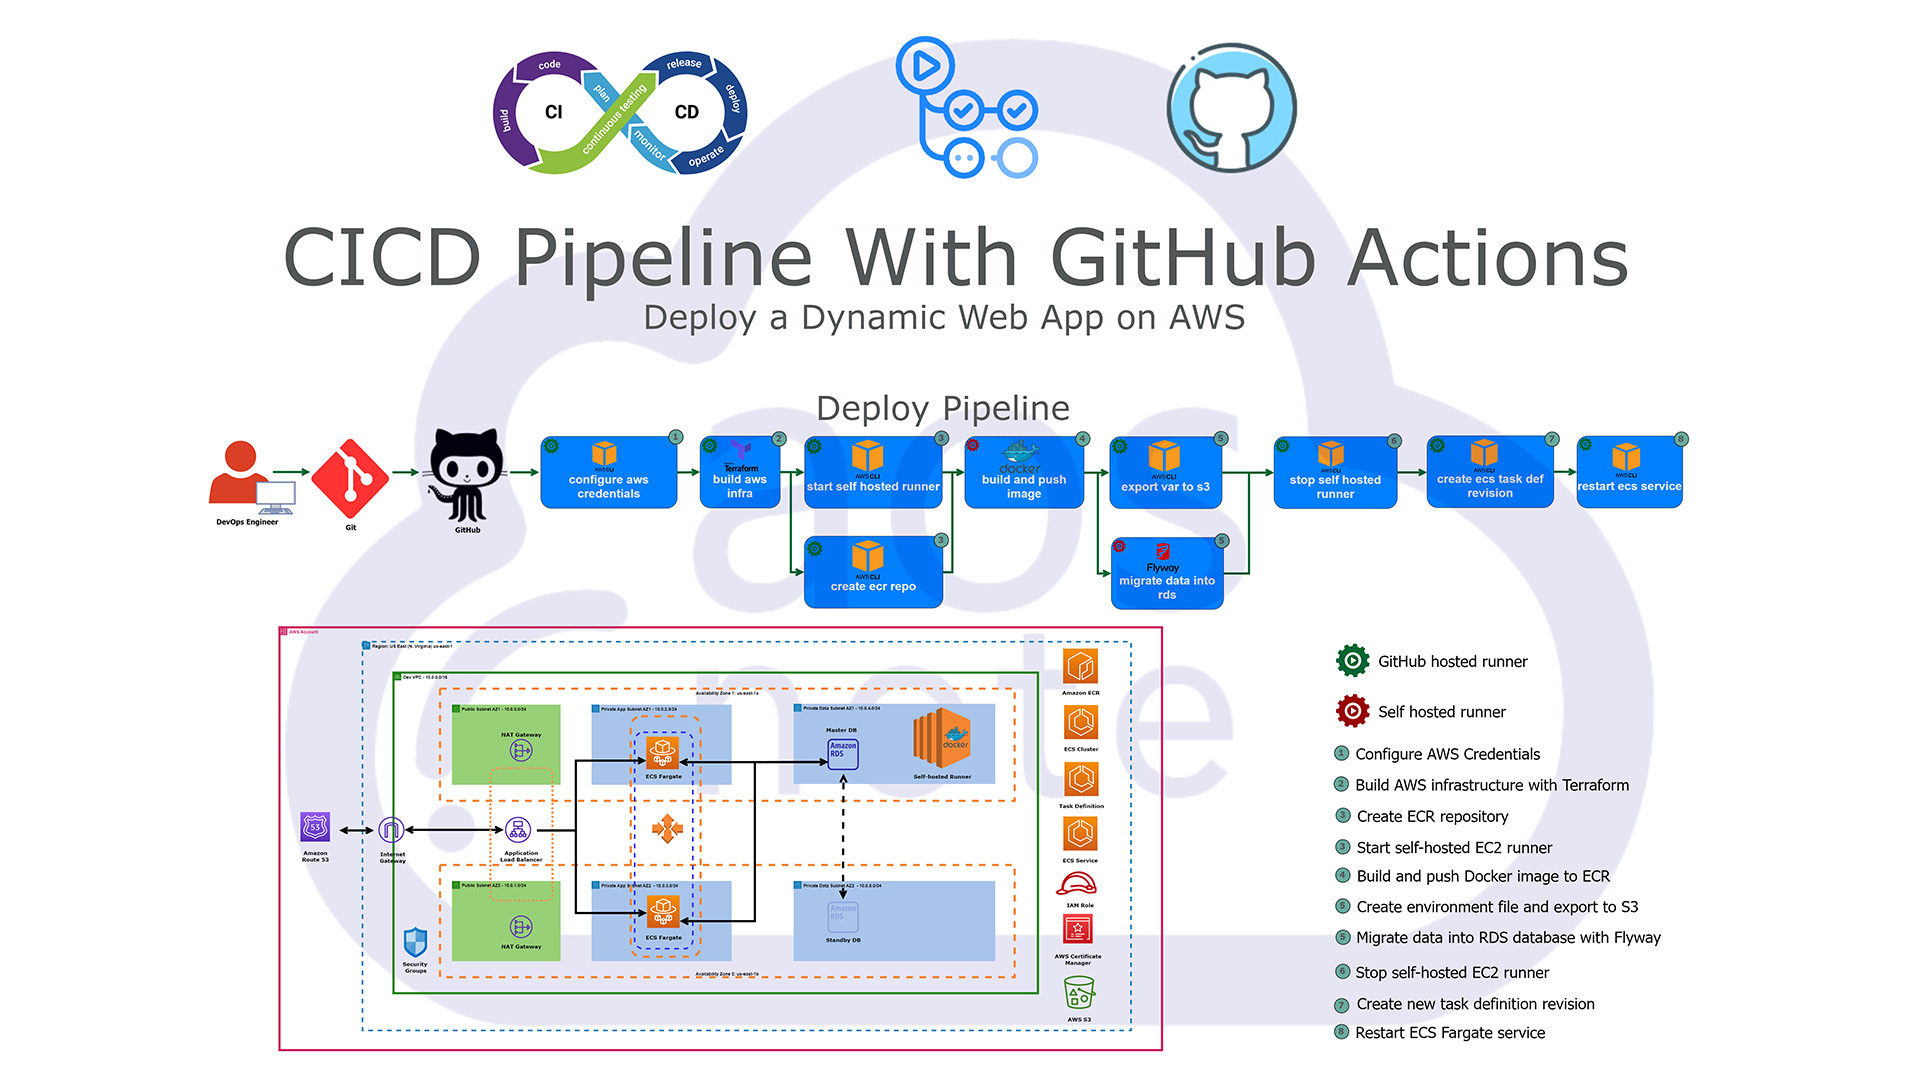 code
release
build
CI
plan
continuous testing
CD
deploy
monitor
operate
CICD Pipeline With GitHub Actions
Deploy a Dynamic Web App on AWS
Deploy Pipeline
DevOps Engineer
Git
GitHub
1
AWS CLI
configure aws
credentials
2
Terraform
build aws
infra
3
AWS CLI
start self hosted runner
4
docker
build and push
image
5
AWS CLI
export var to s3
6
AWS CLI
stop self hosted
runner
7
AWS CLI
create ecs task def
revision
8
AWS CLI
restart ecs service
3
AWS CLI
create ecr repo
5
Flyway
migrate data into
rds
aos
note
AWS Account
Region: US East (N. Virginia) us-east-1
Dev VPC - 10.0.0.0/16
Availability Zone 1: us-east-1a
Public Subnet AZ1 - 10.0.0.0/24
Private App Subnet AZ1 - 10.0.2.0/24
Private Data Subnet AZ1 - 10.0.4.0/24
NAT Gateway
ECS Fargate
Master DB
Amazon
RDS
docker
Self-hosted Runner
53
Amazon
Route 53
Internet
Gateway
Application
Load Balancer
Public Subnet AZ2 - 10.0.1.0/24
Private App Subnet AZ2 - 10.0.3.0/24
Private Data Subnet AZ2 - 10.0.5.0/24
NAT Gateway
ECS Fargate
Amazon
RDS
Standby DB
Security
Groups
Availability Zone 2: us-east-1b
Amazon ECR
ECS Cluster
Task Definition
ECS Service
IAM Role
AWS Certificate
Manager
AWS S3
GitHub hosted runner
Self hosted runner
1 Configure AWS Credentials
2 Build AWS infrastructure with Terraform
3 Create ECR repository
3 Start self-hosted EC2 runner
4 Build and push Docker image to ECR
5 Create environment file and export to S3
5 Migrate data into RDS database with Flyway
6 Stop self-hosted EC2 runner
7 Create new task definition revision
8 Restart ECS Fargate service